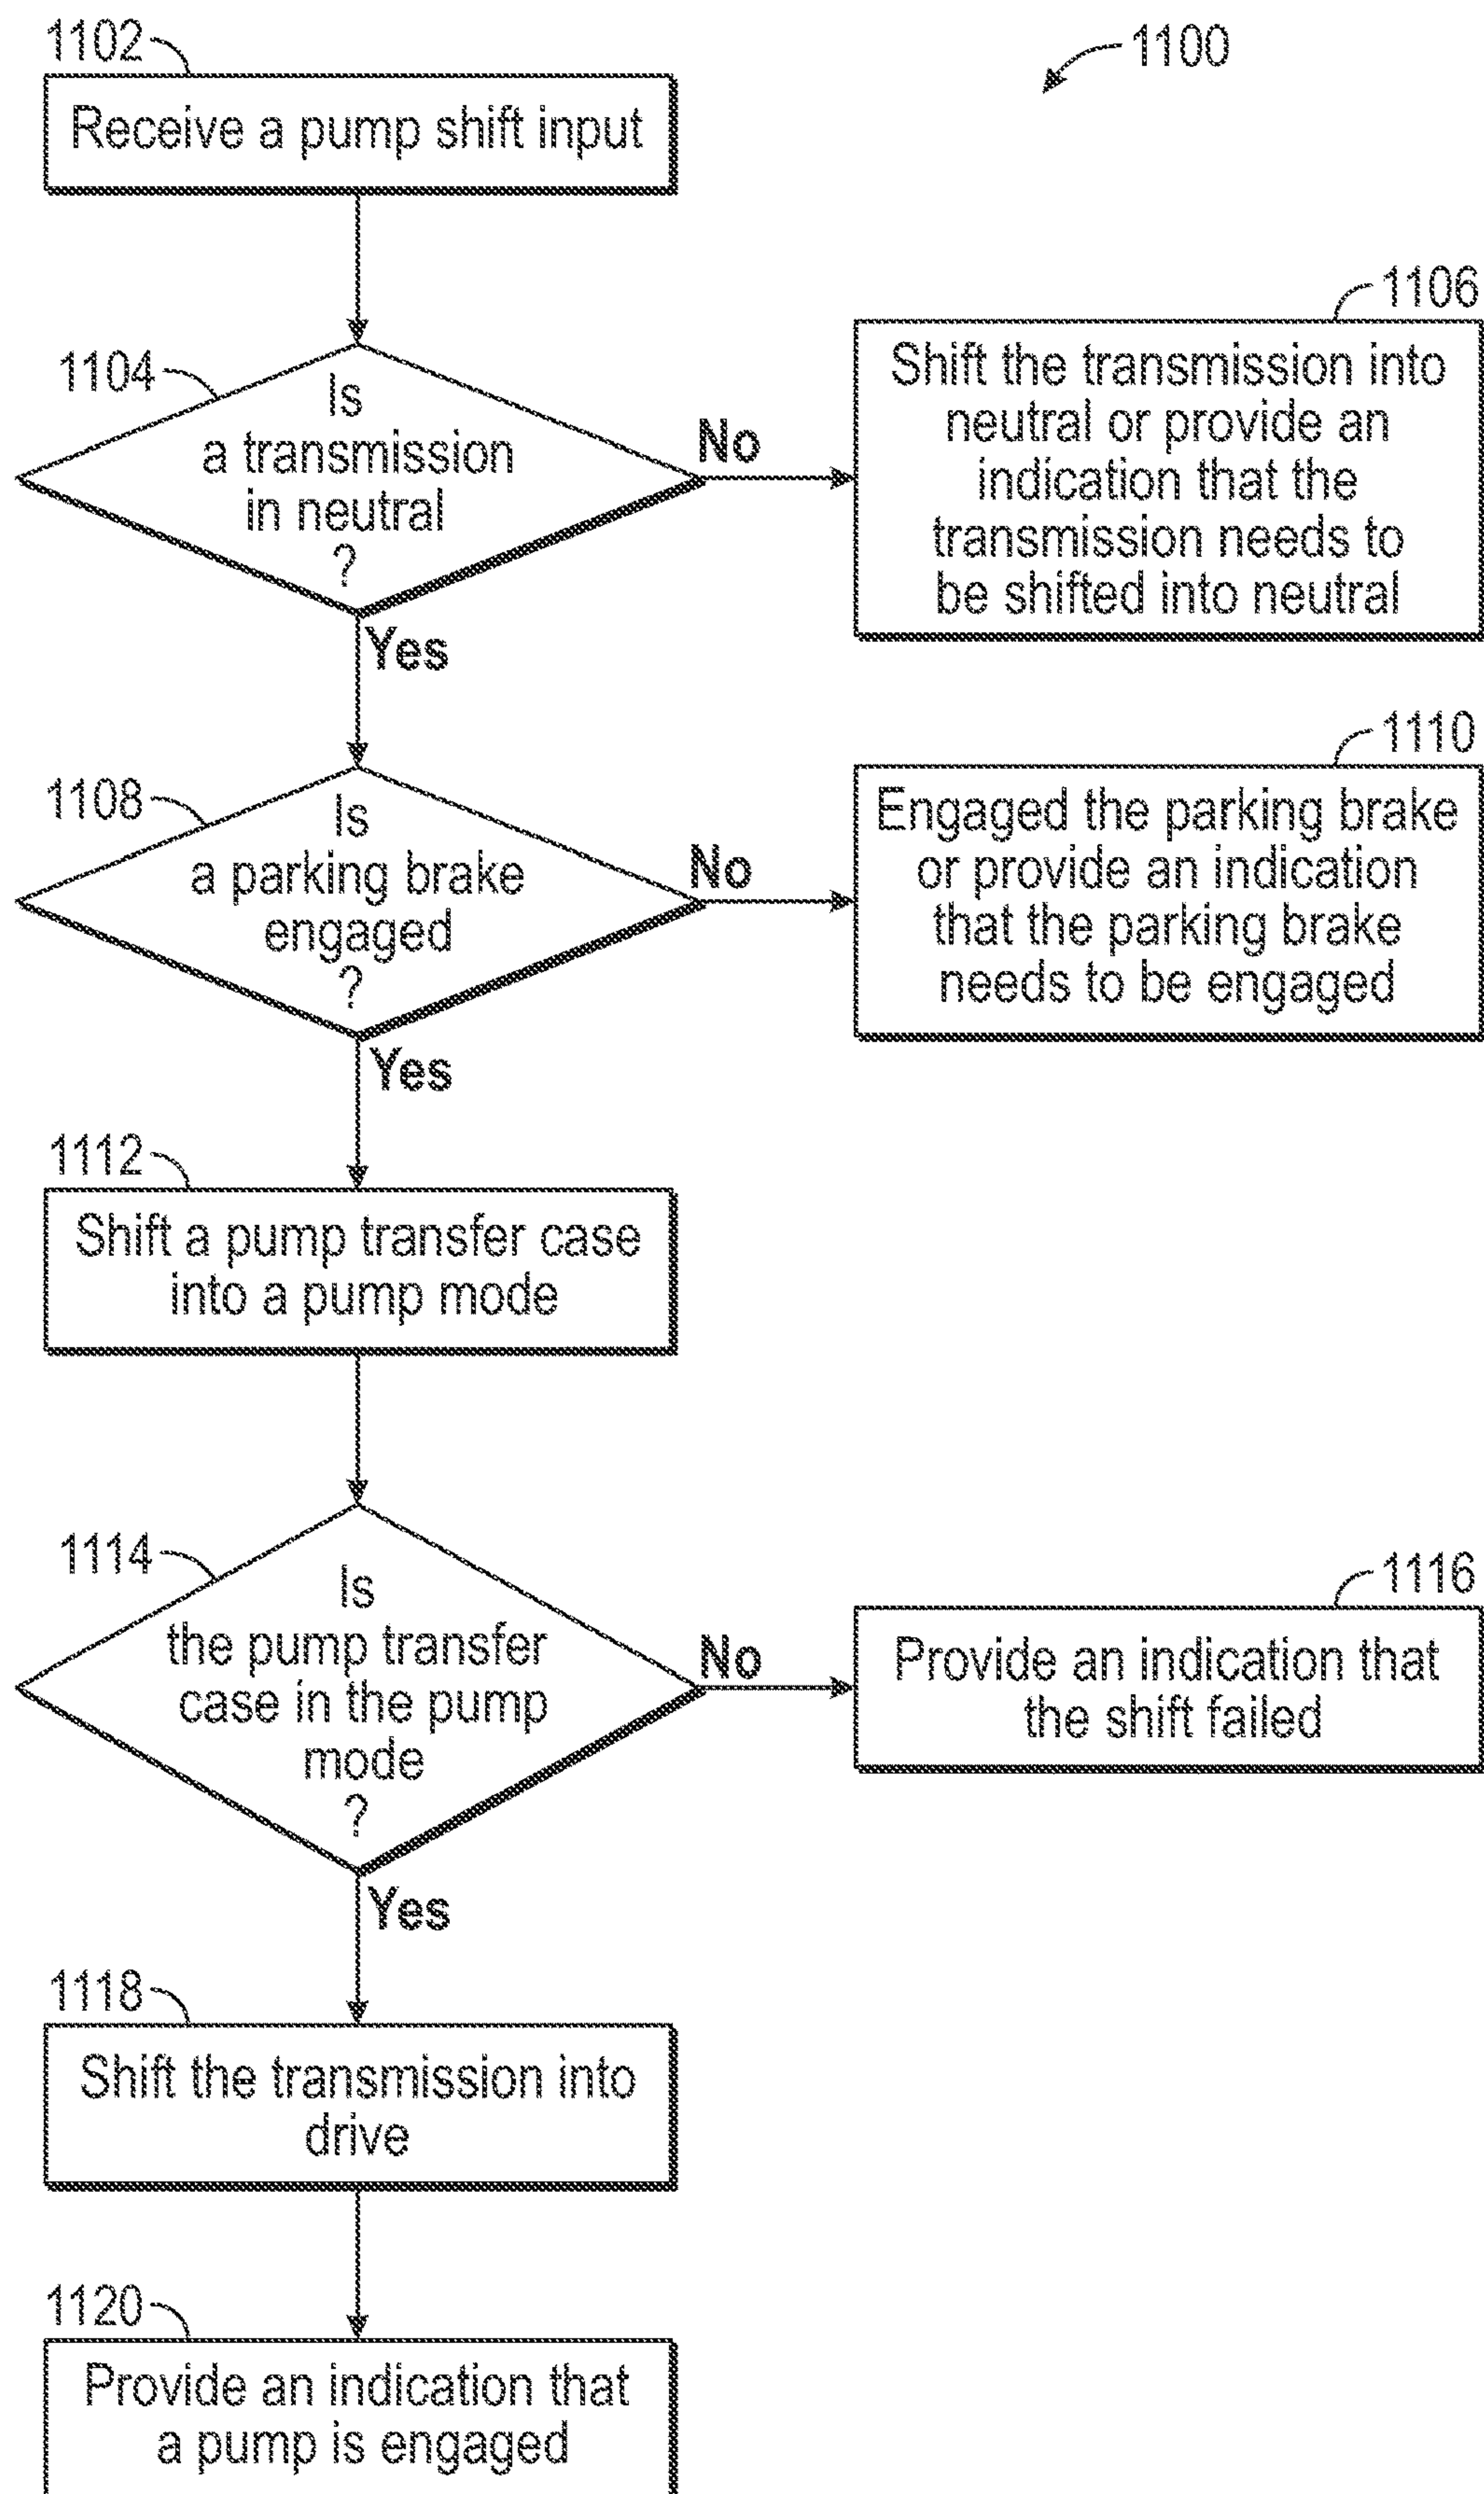 1102
1100
Receive a pump shift input
1104
Is
a transmission
in neutral
?
No
Yes
1106
Shift the transmission into
neutral or provide an
indication that the
transmission needs to
be shifted into neutral
1108
Is
a parking brake
engaged
?
No
Yes
1110
Engaged the parking brake
or provide an indication
that the parking brake
needs to be engaged
1112
Shift a pump transfer case
into a pump mode
1114
Is
the pump transfer
case in the pump
mode
?
No
Yes
1116
Provide an indication that
the shift failed
1118
Shift the transmission into
drive
1120
Provide an indication that
a pump is engaged